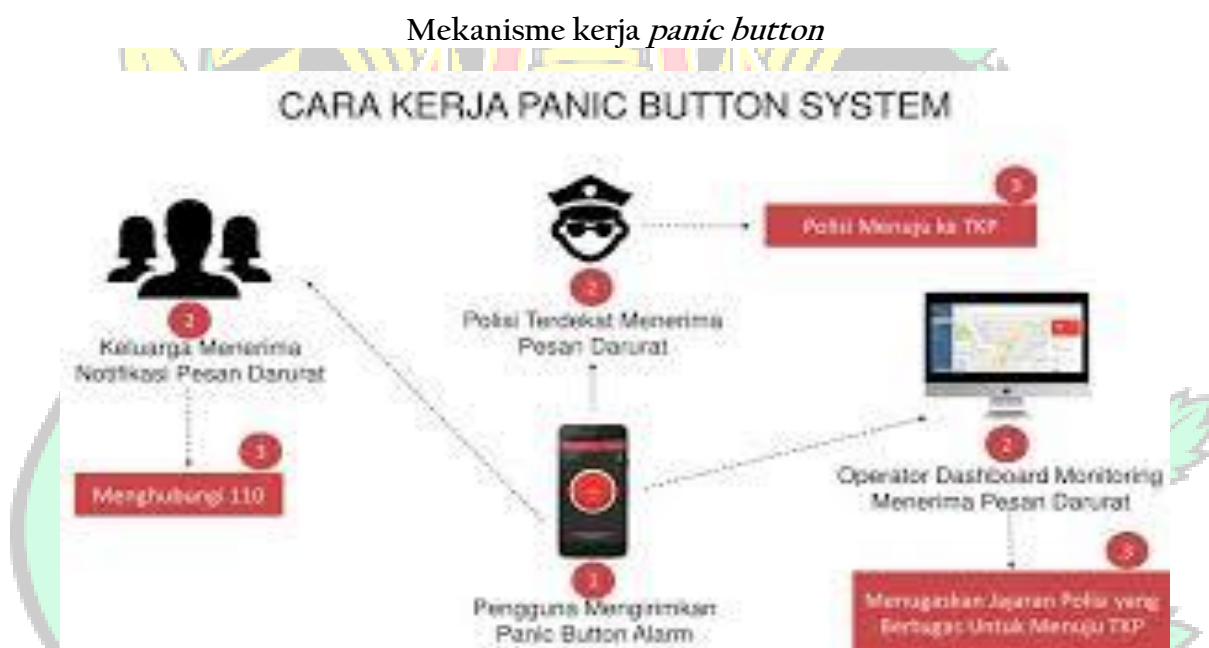 Mekanisme kerja panic button
CARA KERJA PANIC BUTTON SYSTEM
3
Polisi Menuju ke TKP
2
Polisi Terdekat Menerima
Pesan Darurat
2
Keluarga Menerima
Notifikasi Pesan Darurat
3
Menghubungi 110
2
Operator Dashboard Monitoring
Menerima Pesan Darurat
3
Menugaskan Jajaran Polisi yang
Bertugas Untuk Menuju TKP
1
Pengguna Mengirimkan
Panic Button Alarm